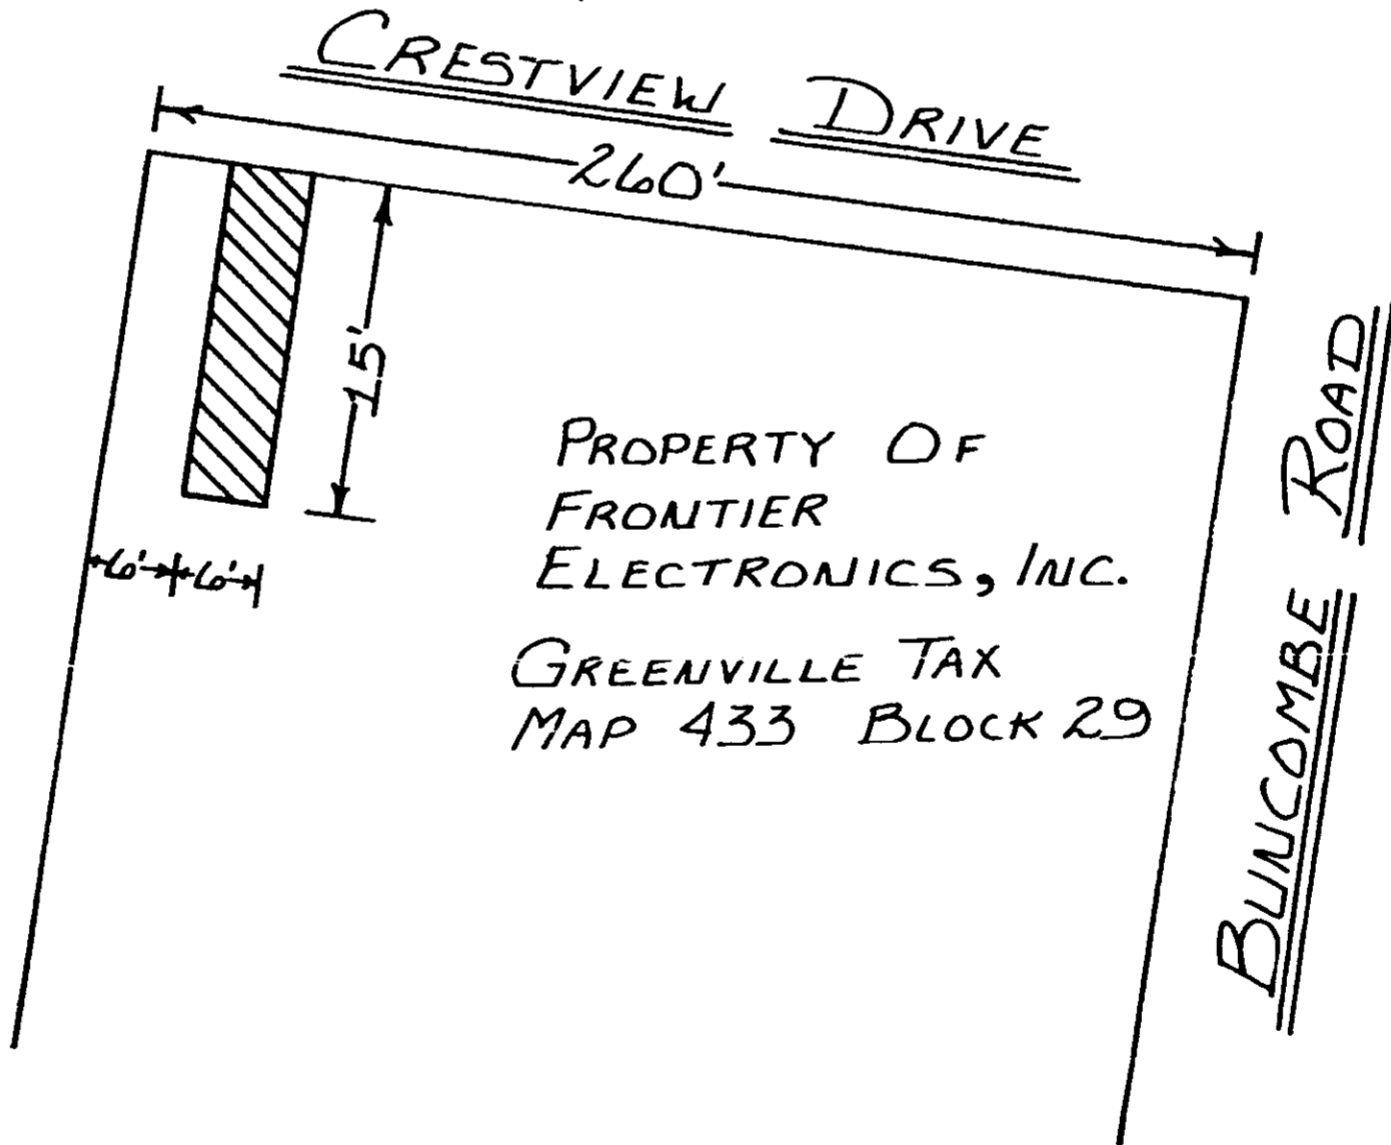 CRESTVIEW DRIVE
260'
15'
PROPERTY OF
FRONTIER
ELECTRONICS, INC.
6' 6'
GREENVILLE TAX
MAP 433 BLOCK 29
BUNCOMBE ROAD